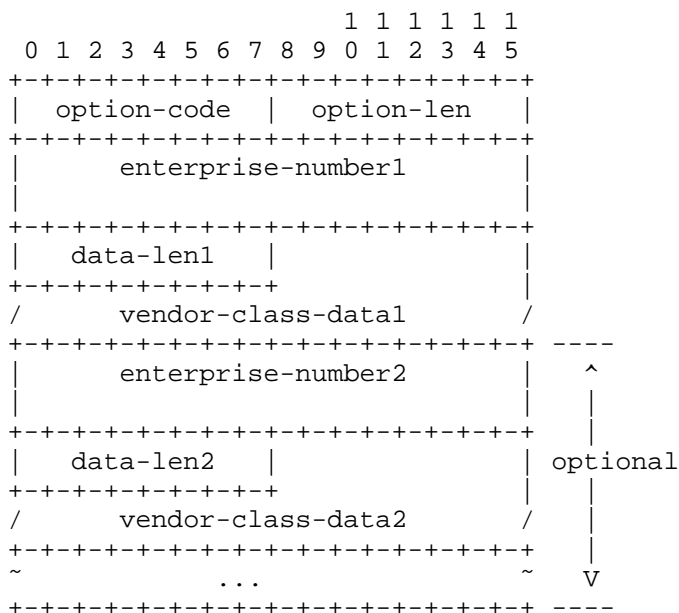 1 1 1 1 1 1
 0 1 2 3 4 5 6 7 8 9 0 1 2 3 4 5
+-+-+-+-+-+-+-+-+-+-+-+-+-+-+-+-+
|  option-code  |  option-len   |
+-+-+-+-+-+-+-+-+-+-+-+-+-+-+-+-+
|      enterprise-number1       |
|                               |
+-+-+-+-+-+-+-+-+-+-+-+-+-+-+-+-+
|   data-len1   |               |
+-+-+-+-+-+-+-+-+               |
/      vendor-class-data1       /
+-+-+-+-+-+-+-+-+-+-+-+-+-+-+-+-+ ----
|      enterprise-number2       |   ^
|                               |   |
+-+-+-+-+-+-+-+-+-+-+-+-+-+-+-+-+   |
|   data-len2   |               | optional
+-+-+-+-+-+-+-+-+               |   |
/      vendor-class-data2       /   |
+-+-+-+-+-+-+-+-+-+-+-+-+-+-+-+-+   |
~            ...                ~   V
+-+-+-+-+-+-+-+-+-+-+-+-+-+-+-+-+ ----